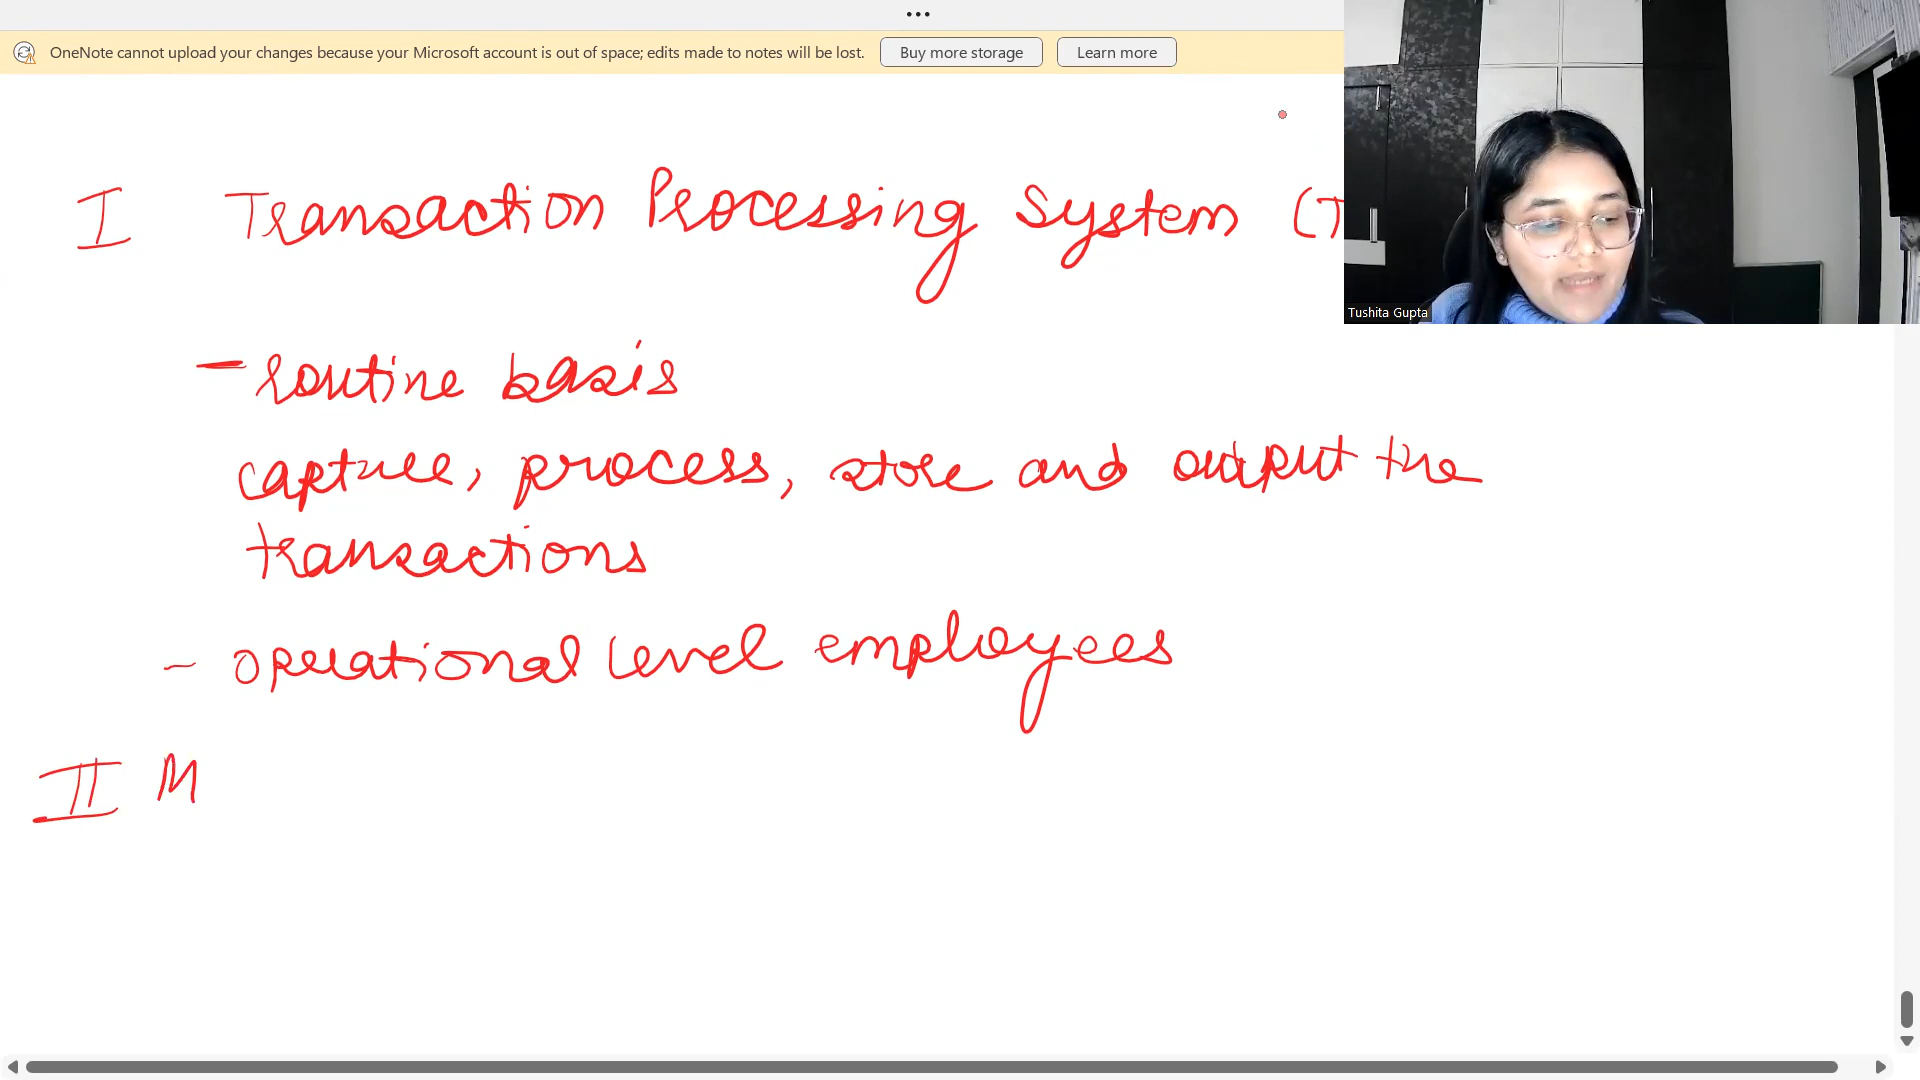 OneNote cannot upload your changes because your Microsoft account is out of space; edits made to notes will be lost. Buy more storage Learn more
I Transaction Processing System (T
Tushita Gupta
- routine basis
capture, process, store and output the
transactions
- operational level employees
II M